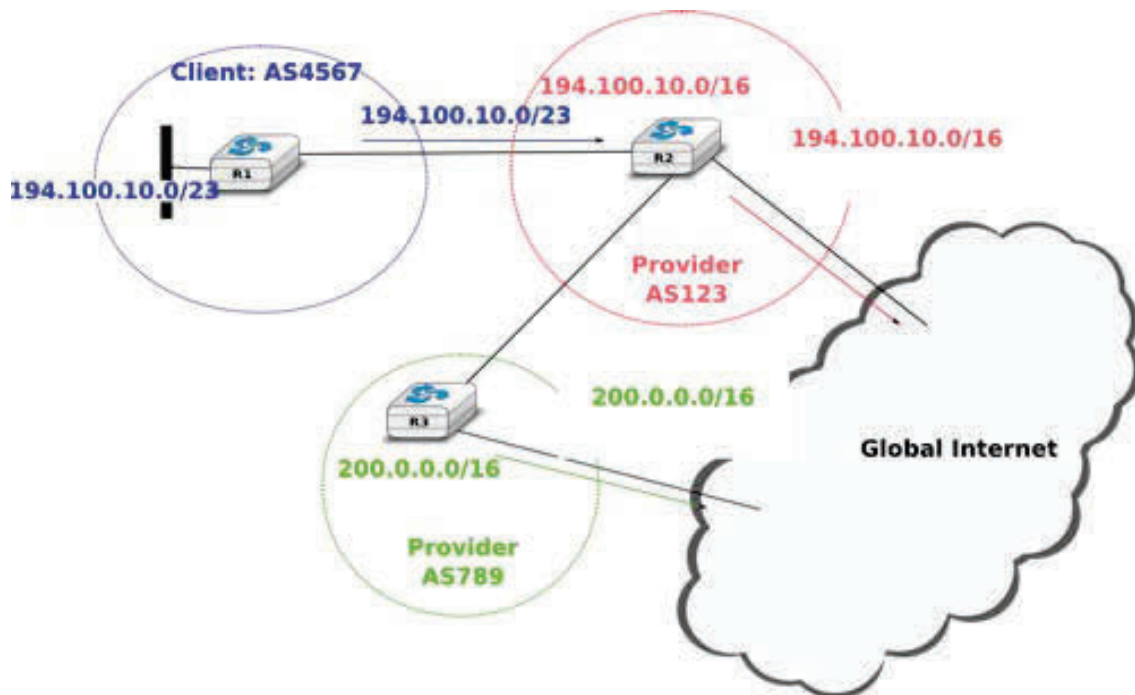 Client: AS4567
194.100.10.0/16
194.100.10.0/23
194.100.10.0/16
R2
R1
194.100.10.0/23
Provider
AS123
200.0.0.0/16
R3
Global Internet
200.0.0.0/16
Provider
AS789